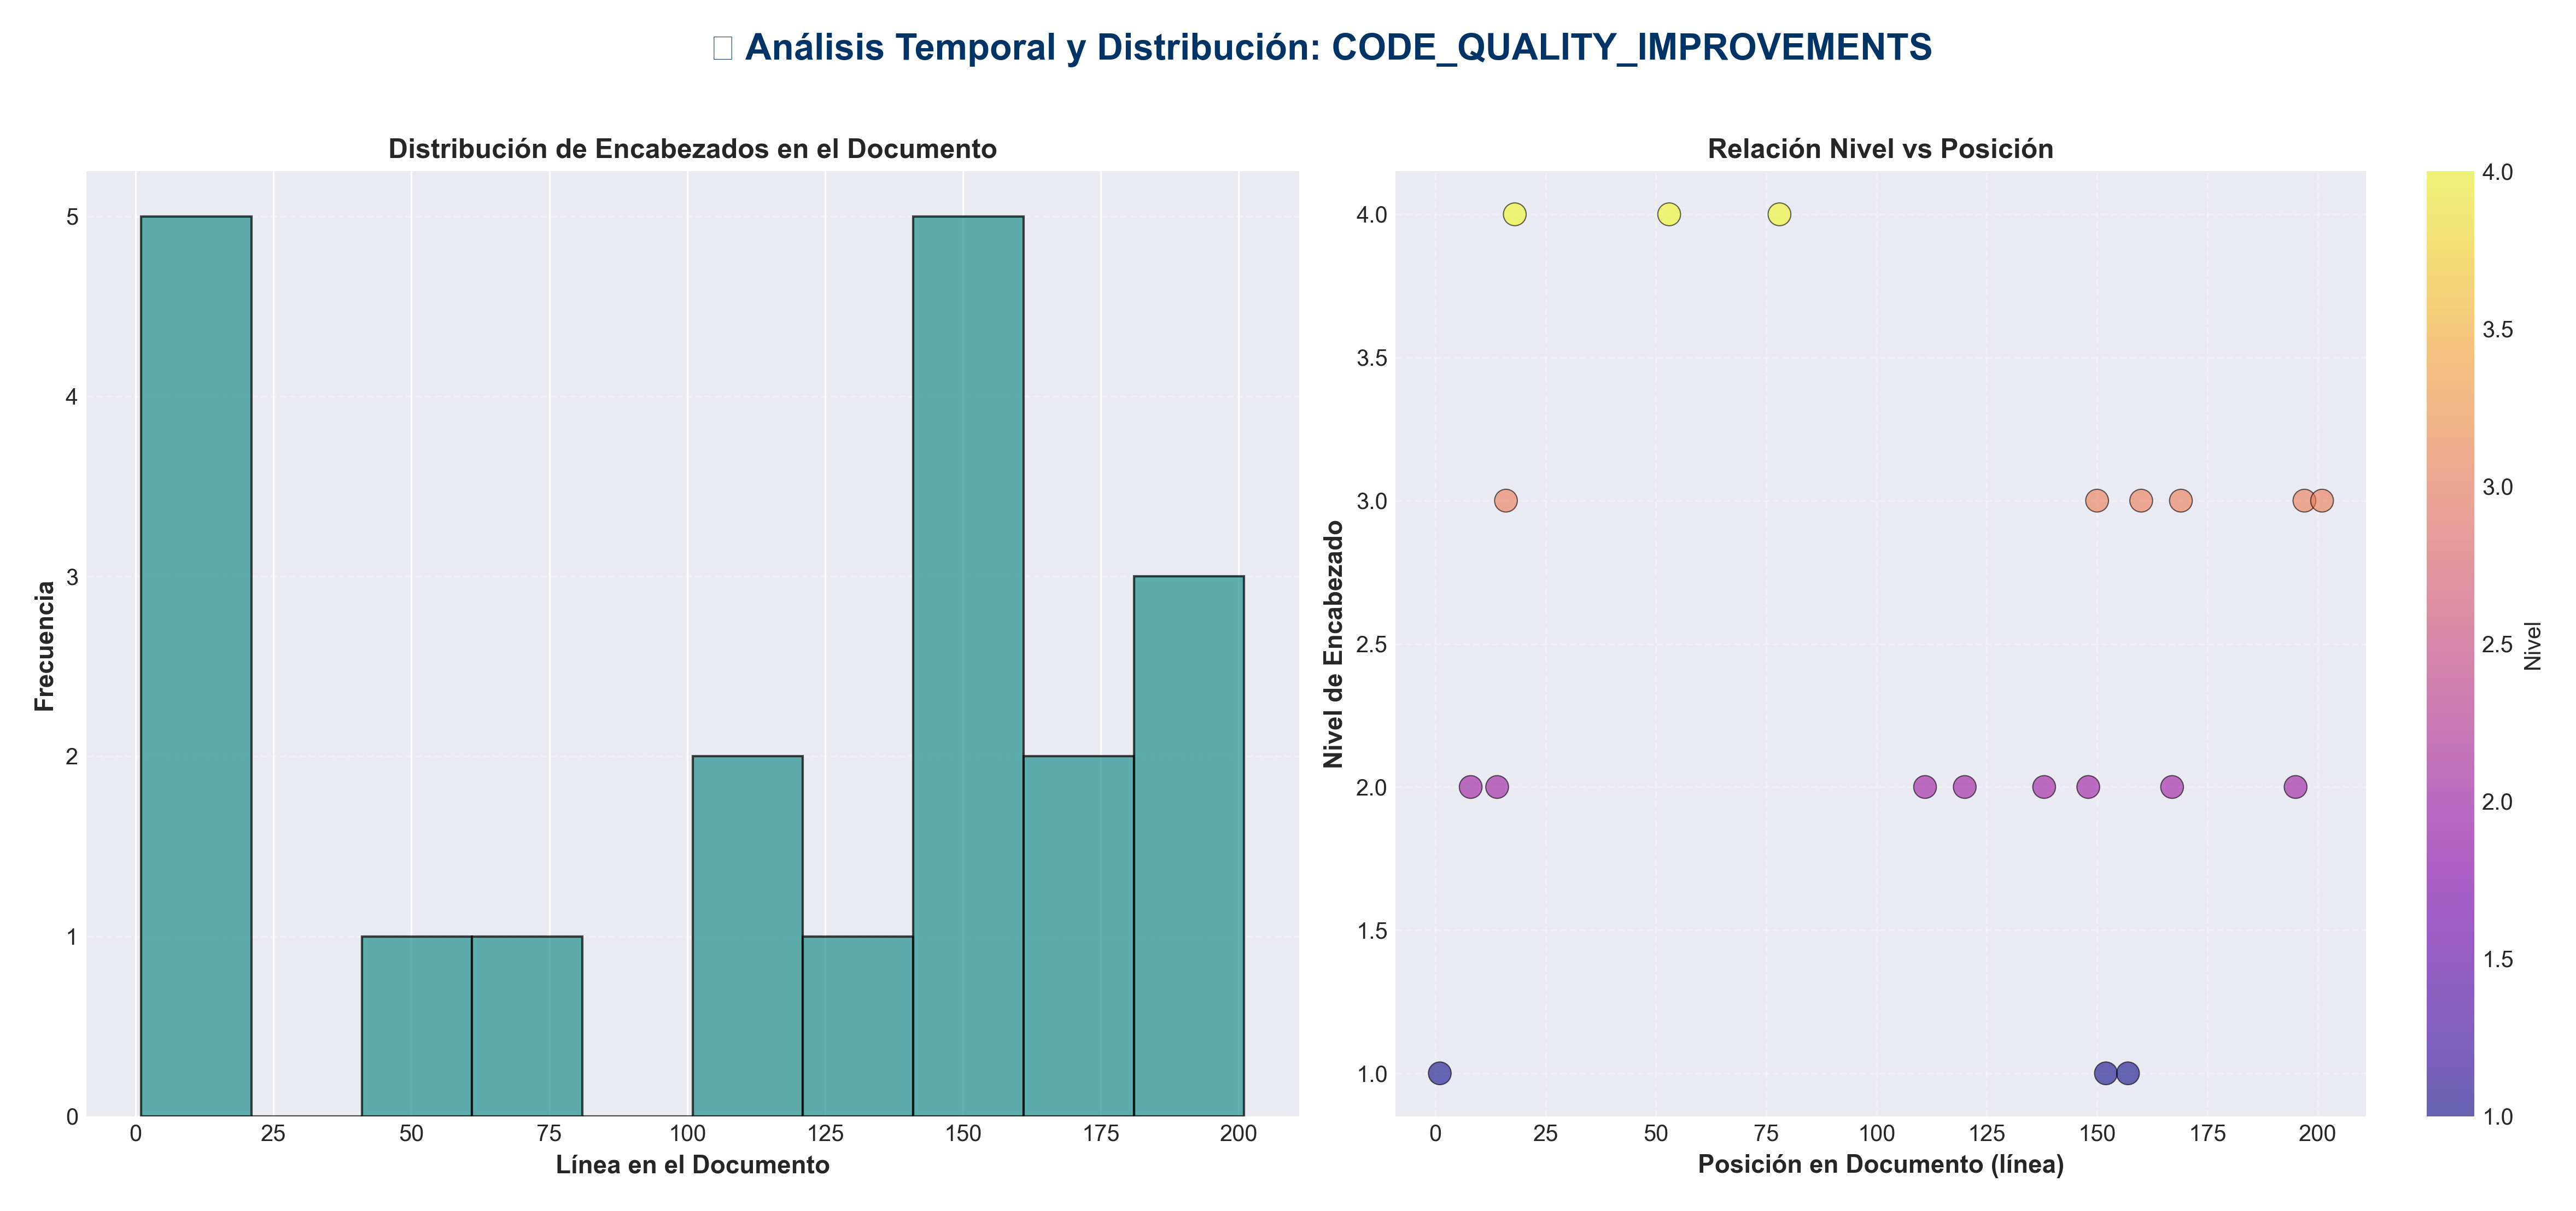 Análisis Temporal y Distribución: CODE_QUALITY_IMPROVEMENTS
Distribución de Encabezados en el Documento
Frecuencia
5
4
3
2
1
0
0 25 50 75 100 125 150 175 200
Línea en el Documento
Relación Nivel vs Posición
Nivel de Encabezado
4.0
3.5
3.0
2.5
2.0
1.5
1.0
0 25 50 75 100 125 150 175 200
Posición en Documento (línea)
4.0
3.5
3.0
2.5
2.0
1.5
1.0
Nivel